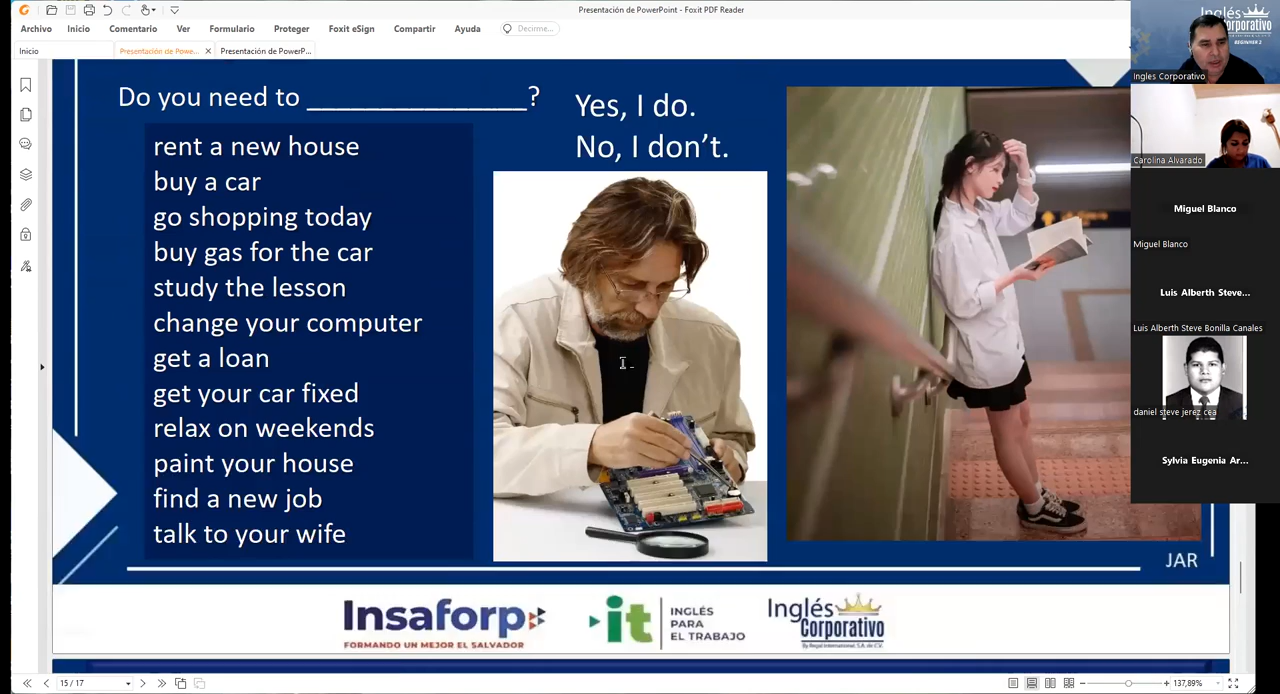 Presentación de PowerPoint - Foxit PDF Reader
Archivo Inicio Comentario Ver Formulario Proteger Foxit eSign Compartir Ayuda Decirme...
Inicio Presentación de Powe... Presentación de PowerP...
Do you need to _______________?
rent a new house
buy a car
go shopping today
buy gas for the car
study the lesson
change your computer
get a loan
get your car fixed
relax on weekends
paint your house
find a new job
talk to your wife
Yes, I do.
No, I don't.
JAR
Insaforp
FORMANDO UN MEJOR EL SALVADOR
it
INGLÉS
PARA
EL TRABAJO
Inglés
Corporativo
Inglés
Corporativo
BEGINNER 2
Ingles Corporativo
Carolina Alvarado
Miguel Blanco
Miguel Blanco
Luis Alberth Steve...
Luis Alberth Steve Bonilla Canales
daniel steve jerez cea
Sylvia Eugenia Ar...
15 / 17
137,89%